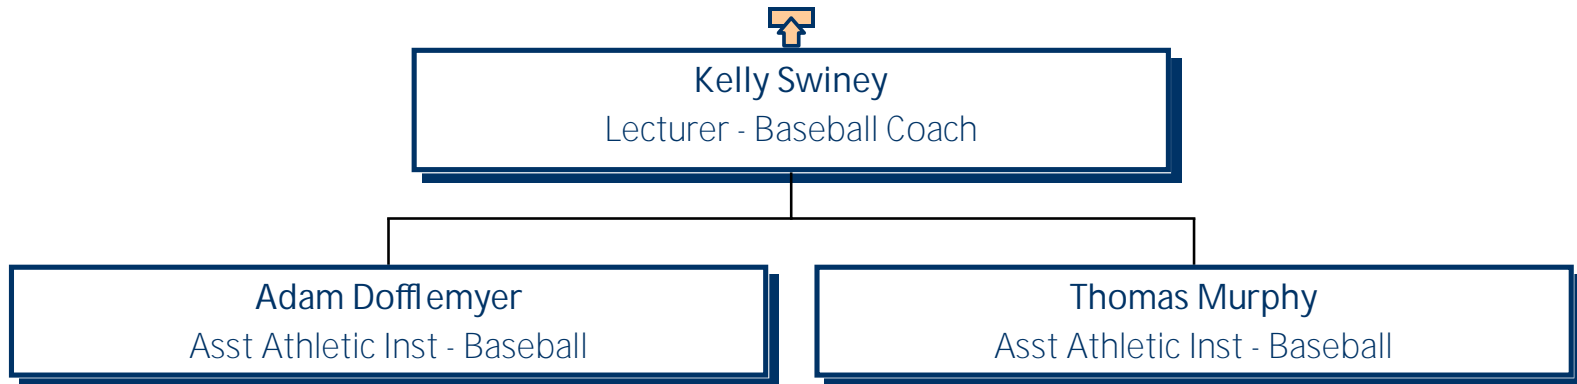 Kelly Swiney
Lecturer - Baseball Coach
Adam Dofflemyer
Asst Athletic Inst - Baseball
Thomas Murphy
Asst Athletic Inst - Baseball